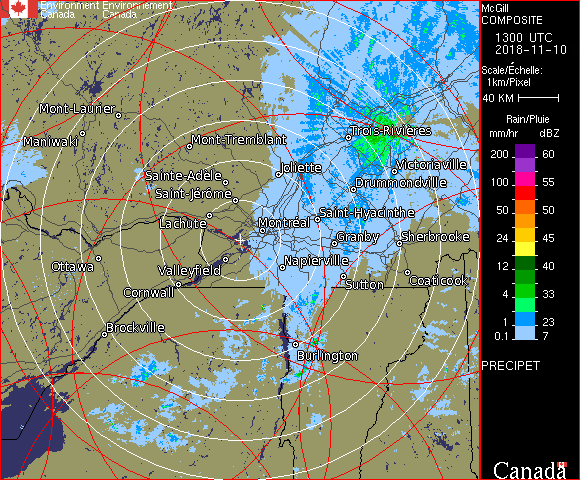 Environment Environnement
Canada Canada
McGill
COMPOSITE
1300 UTC
2018-11-10
Scale/Échelle:
1km/Pixel
40 KM
Rain/Pluie
mm/hr dBZ
200 60
100 55
50 50
24 45
12 40
4 33
1 23
0.1 7
PRECIPET
Canada
Mont-Laurier
Maniwaki
Mont-Tremblant
Trois-Rivières
Joliette
Victoriaville
Sainte-Adèle
Drummondville
Saint-Jérôme
Lachute
Saint-Hyacinthe
Montréal
Granby
Sherbrooke
Ottawa
Valleyfield
Napierville
Cornwall
Sutton
Coaticook
Brockville
Burlington